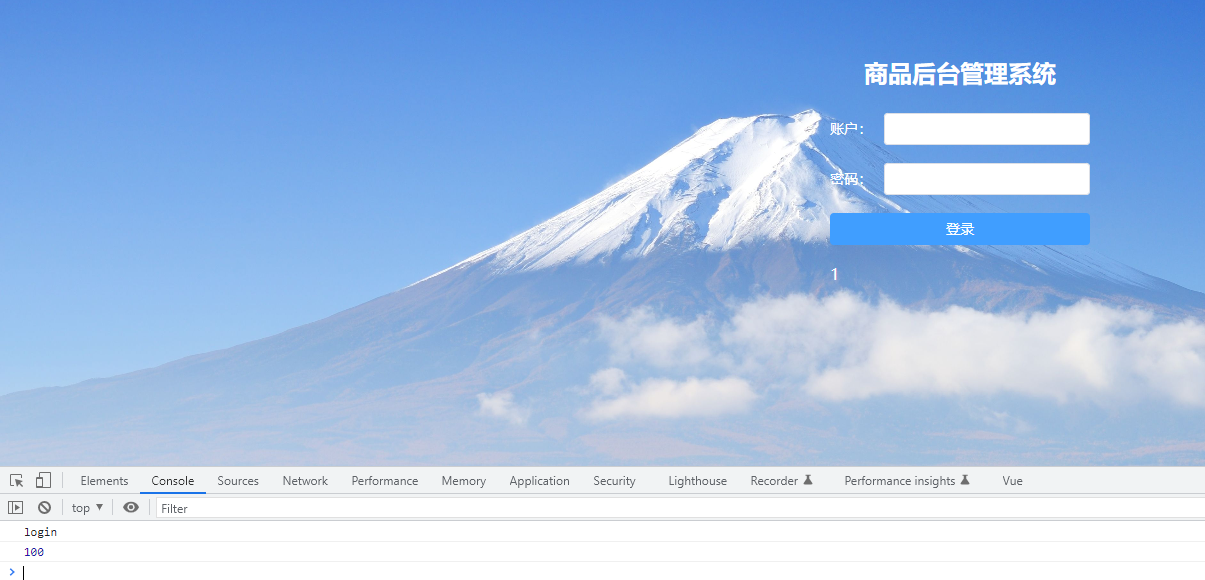 商品后台管理系统
账户：
密码：
登录
1
Elements Console Sources Network Performance Memory Application Security Lighthouse Recorder Performance insights Vue
top Filter
login
100